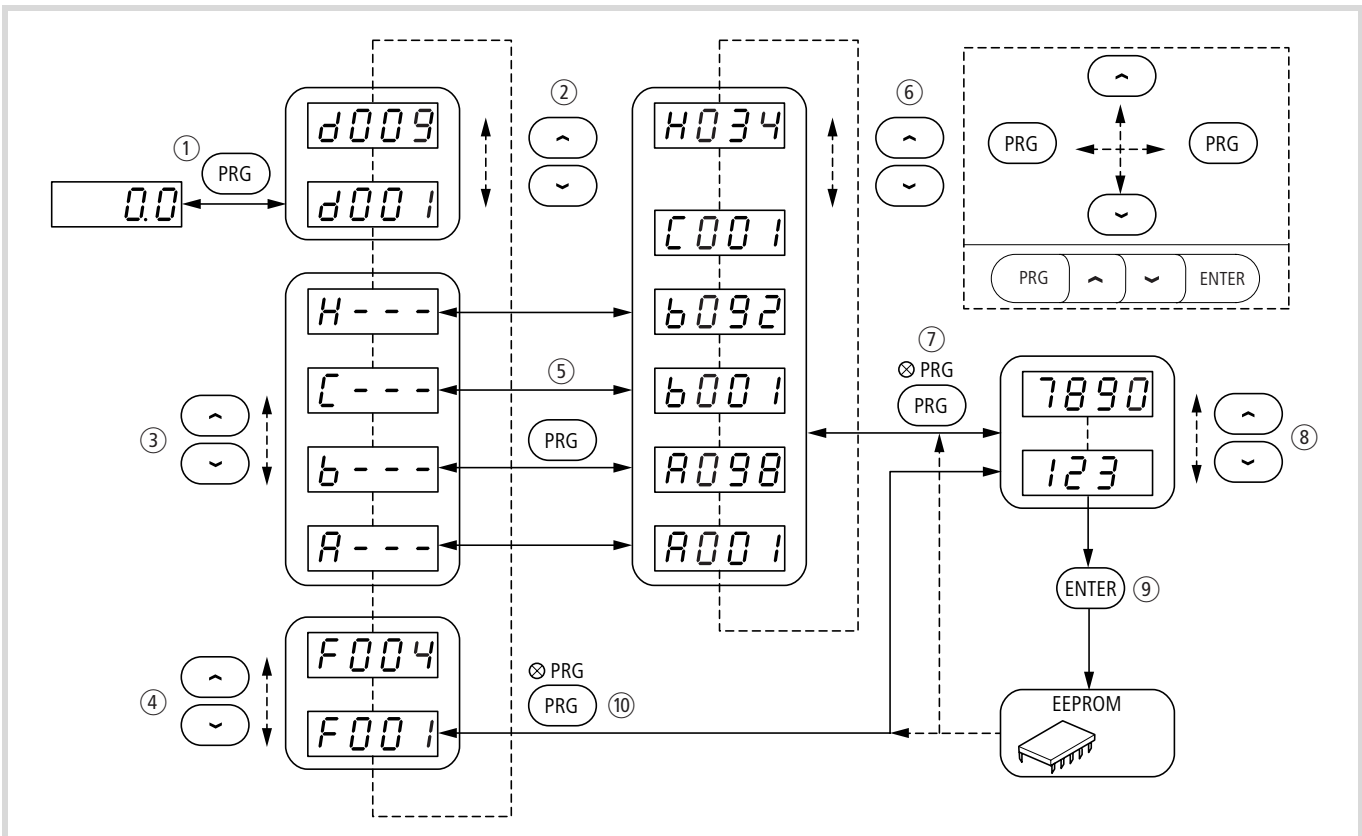 ①
PRG
0.0
d009
d001
②
H034
C001
b092
b001
A098
A001
⑥
PRG
PRG
PRG
ENTER
③
H---
C---
b---
A---
⑤
PRG
⑦
⊗ PRG
PRG
7890
123
⑧
ENTER
⑨
EEPROM
④
F004
F001
⊗ PRG
PRG
⑩